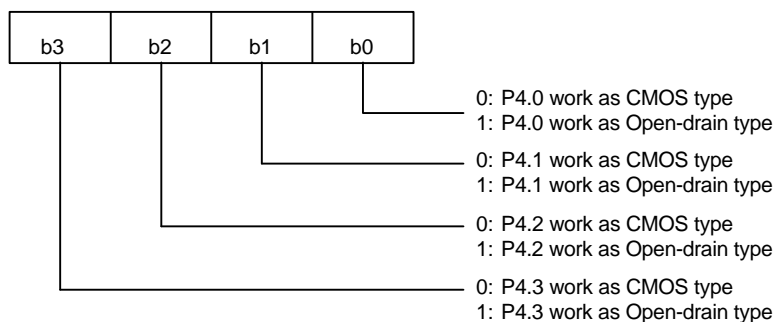 b3 b2 b1 b0
0: P4.0 work as CMOS type
1: P4.0 work as Open-drain type
0: P4.1 work as CMOS type
1: P4.1 work as Open-drain type
0: P4.2 work as CMOS type
1: P4.2 work as Open-drain type
0: P4.3 work as CMOS type
1: P4.3 work as Open-drain type